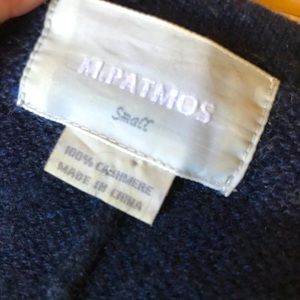 M.PATMOS
Small
100% CASHMERE
MADE IN CHINA